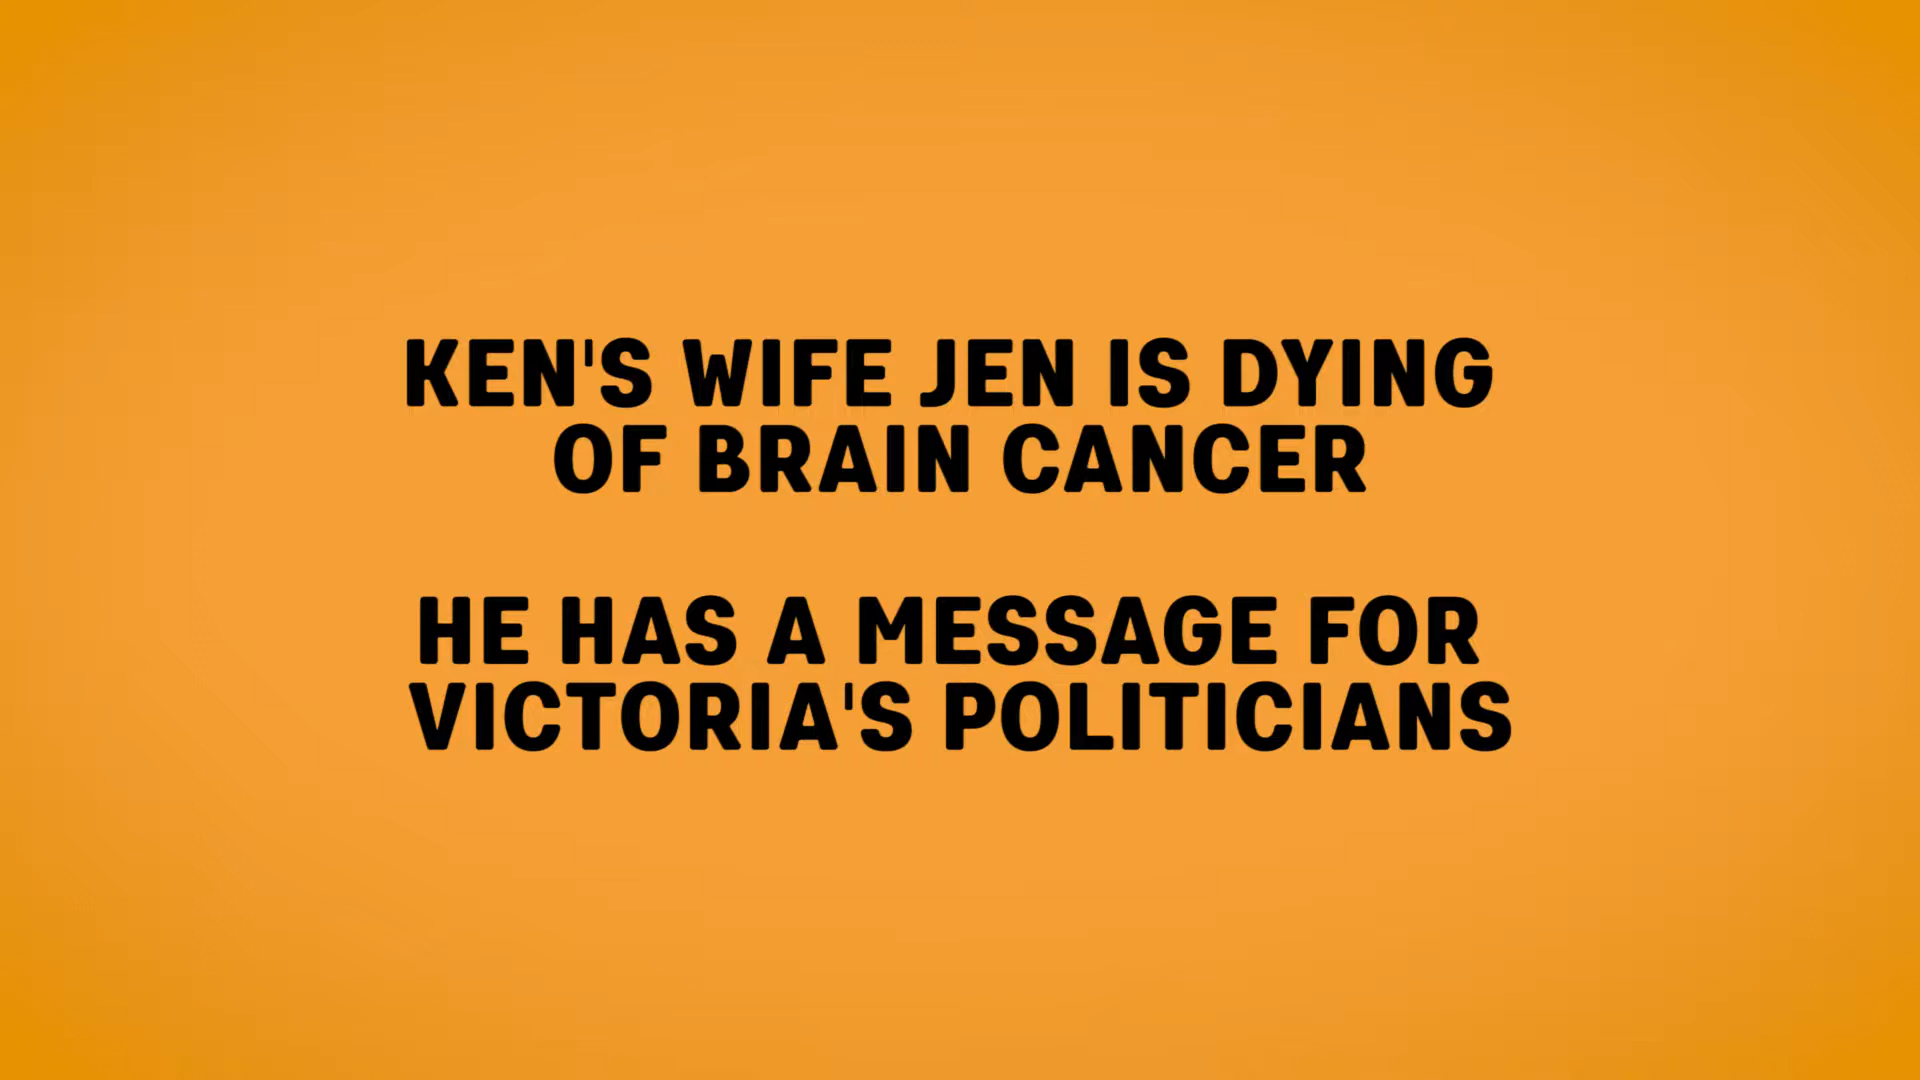 KEN'S WIFE JEN IS DYING
OF BRAIN CANCER
HE HAS A MESSAGE FOR
VICTORIA'S POLITICIANS